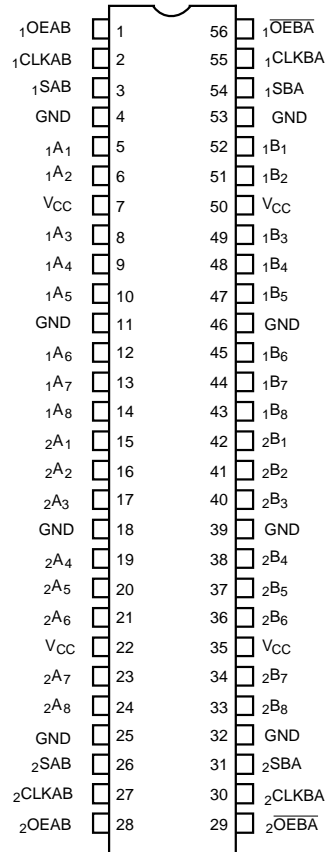 1OEAB 1 56 1OEBA
1CLKAB 2 55 1CLKBA
1SAB 3 54 1SBA
GND 4 53 GND
1A1 5 52 1B1
1A2 6 51 1B2
VCC 7 50 VCC
1A3 8 49 1B3
1A4 9 48 1B4
1A5 10 47 1B5
GND 11 46 GND
1A6 12 45 1B6
1A7 13 44 1B7
1A8 14 43 1B8
2A1 15 42 2B1
2A2 16 41 2B2
2A3 17 40 2B3
GND 18 39 GND
2A4 19 38 2B4
2A5 20 37 2B5
2A6 21 36 2B6
VCC 22 35 VCC
2A7 23 34 2B7
2A8 24 33 2B8
GND 25 32 GND
2SAB 26 31 2SBA
2CLKAB 27 30 2CLKBA
2OEAB 28 29 2OEBA